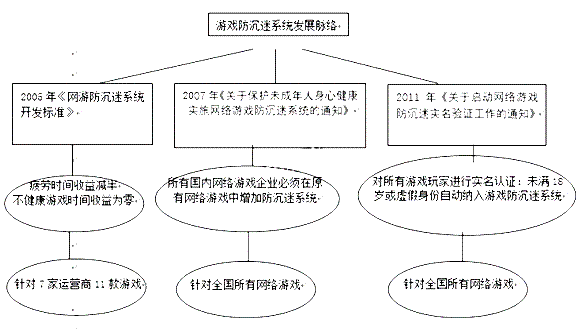 游戏防沉迷系统发展脉络
2005年《网游防沉迷系统
开发标准》
2007年《关于保护未成年人身心健康
实施网络游戏防沉迷系统的通知》
2011 年《关于启动网络游戏
防沉迷实名验证工作的通知》
疲劳时间收益减半
不健康游戏时间收益为零
所有国内网络游戏企业必须在原
有网络游戏中增加防沉迷系统
对所有游戏玩家进行实名认证；未满18
岁或虚假身份自动纳入游戏防沉迷系统
针对7家运营商11款游戏
针对全国所有网络游戏
针对全国所有网络游戏